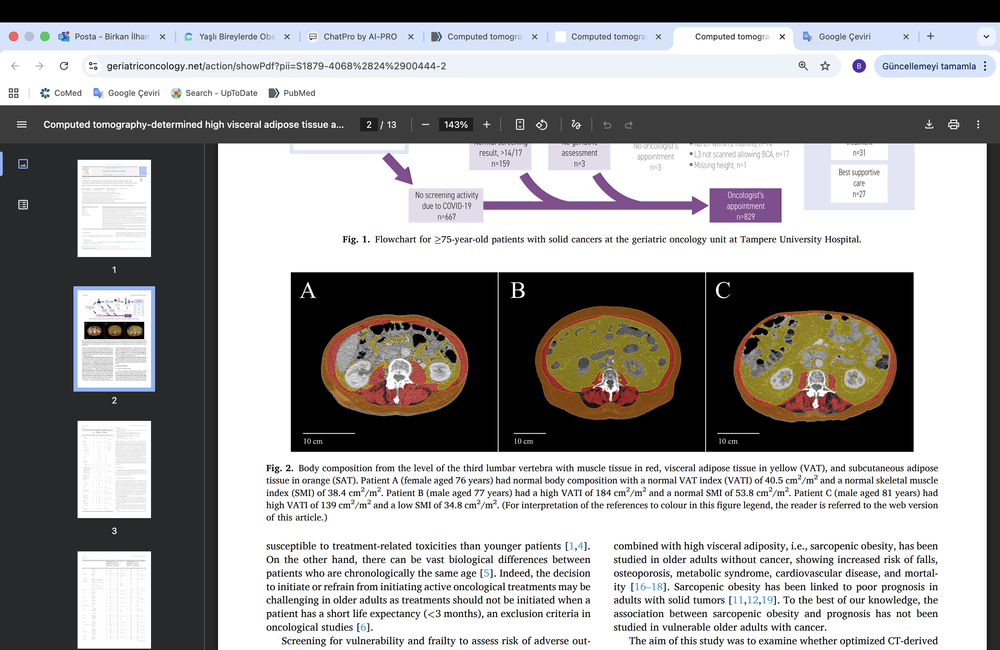 Posta - Birkan İlhan
Yaşlı Bireylerde Obe
ChatPro by AI-PRO
Computed tomogra
Computed tomogra
Computed tomogra
Google Çeviri
geriatriconcology.net/action/showPdf?pii=S1879-4068%2824%2900444-2
B
Güncellemeyi tamamla
CoMed
Google Çeviri
Search - UpToDate
PubMed
Computed tomography-determined high visceral adipose tissue a...
2 / 13
143%
1
2
3
Normal screening
result, >14/17
n=159
No geriatric
assessment
n=3
No oncologist's
appointment
n=3
▪ No CT within 2 months, n=14
▪ L3 not scanned allowing BCA, n=17
▪ Missing height, n=1
treatment
n=31
Best supportive
care
n=27
No screening activity
due to COVID-19
n=667
Oncologist's
appointment
n=829
Fig. 1. Flowchart for ≥75-year-old patients with solid cancers at the geriatric oncology unit at Tampere University Hospital.
A
B
C
10 cm
10 cm
10 cm
Fig. 2. Body composition from the level of the third lumbar vertebra with muscle tissue in red, visceral adipose tissue in yellow (VAT), and subcutaneous adipose
tissue in orange (SAT). Patient A (female aged 76 years) had normal body composition with a normal VAT index (VATI) of 40.5 cm²/m² and a normal skeletal muscle
index (SMI) of 38.4 cm²/m². Patient B (male aged 77 years) had a high VATI of 184 cm²/m² and a normal SMI of 53.8 cm²/m². Patient C (male aged 81 years) had
high VATI of 139 cm²/m² and a low SMI of 34.8 cm²/m². (For interpretation of the references to colour in this figure legend, the reader is referred to the web version
of this article.)
susceptible to treatment-related toxicities than younger patients [1,4].
On the other hand, there can be vast biological differences between
patients who are chronologically the same age [5]. Indeed, the decision
to initiate or refrain from initiating active oncological treatments may be
challenging in older adults as treatments should not be initiated when a
patient has a short life expectancy (<3 months), an exclusion criteria in
oncological studies [6].
Screening for vulnerability and frailty to assess risk of adverse out-
combined with high visceral adiposity, i.e., sarcopenic obesity, has been
studied in older adults without cancer, showing increased risk of falls,
osteoporosis, metabolic syndrome, cardiovascular disease, and mortal-
ity [16–18]. Sarcopenic obesity has been linked to poor prognosis in
adults with solid tumors [11,12,19]. To the best of our knowledge, the
association between sarcopenic obesity and prognosis has not been
studied in vulnerable older adults with cancer.
The aim of this study was to examine whether optimized CT-derived